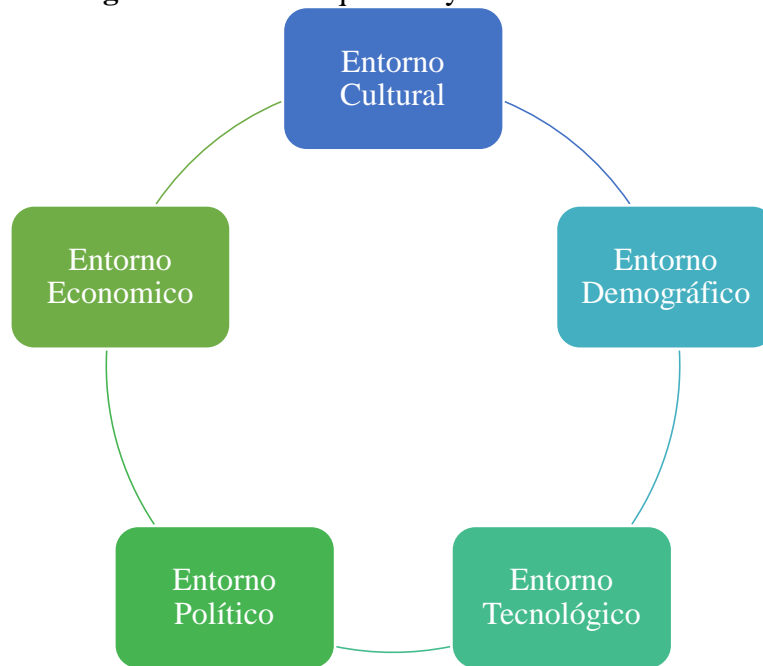 Entorno
Cultural
Entorno
Demográfico
Entorno
Tecnológico
Entorno
Político
Entorno
Economico